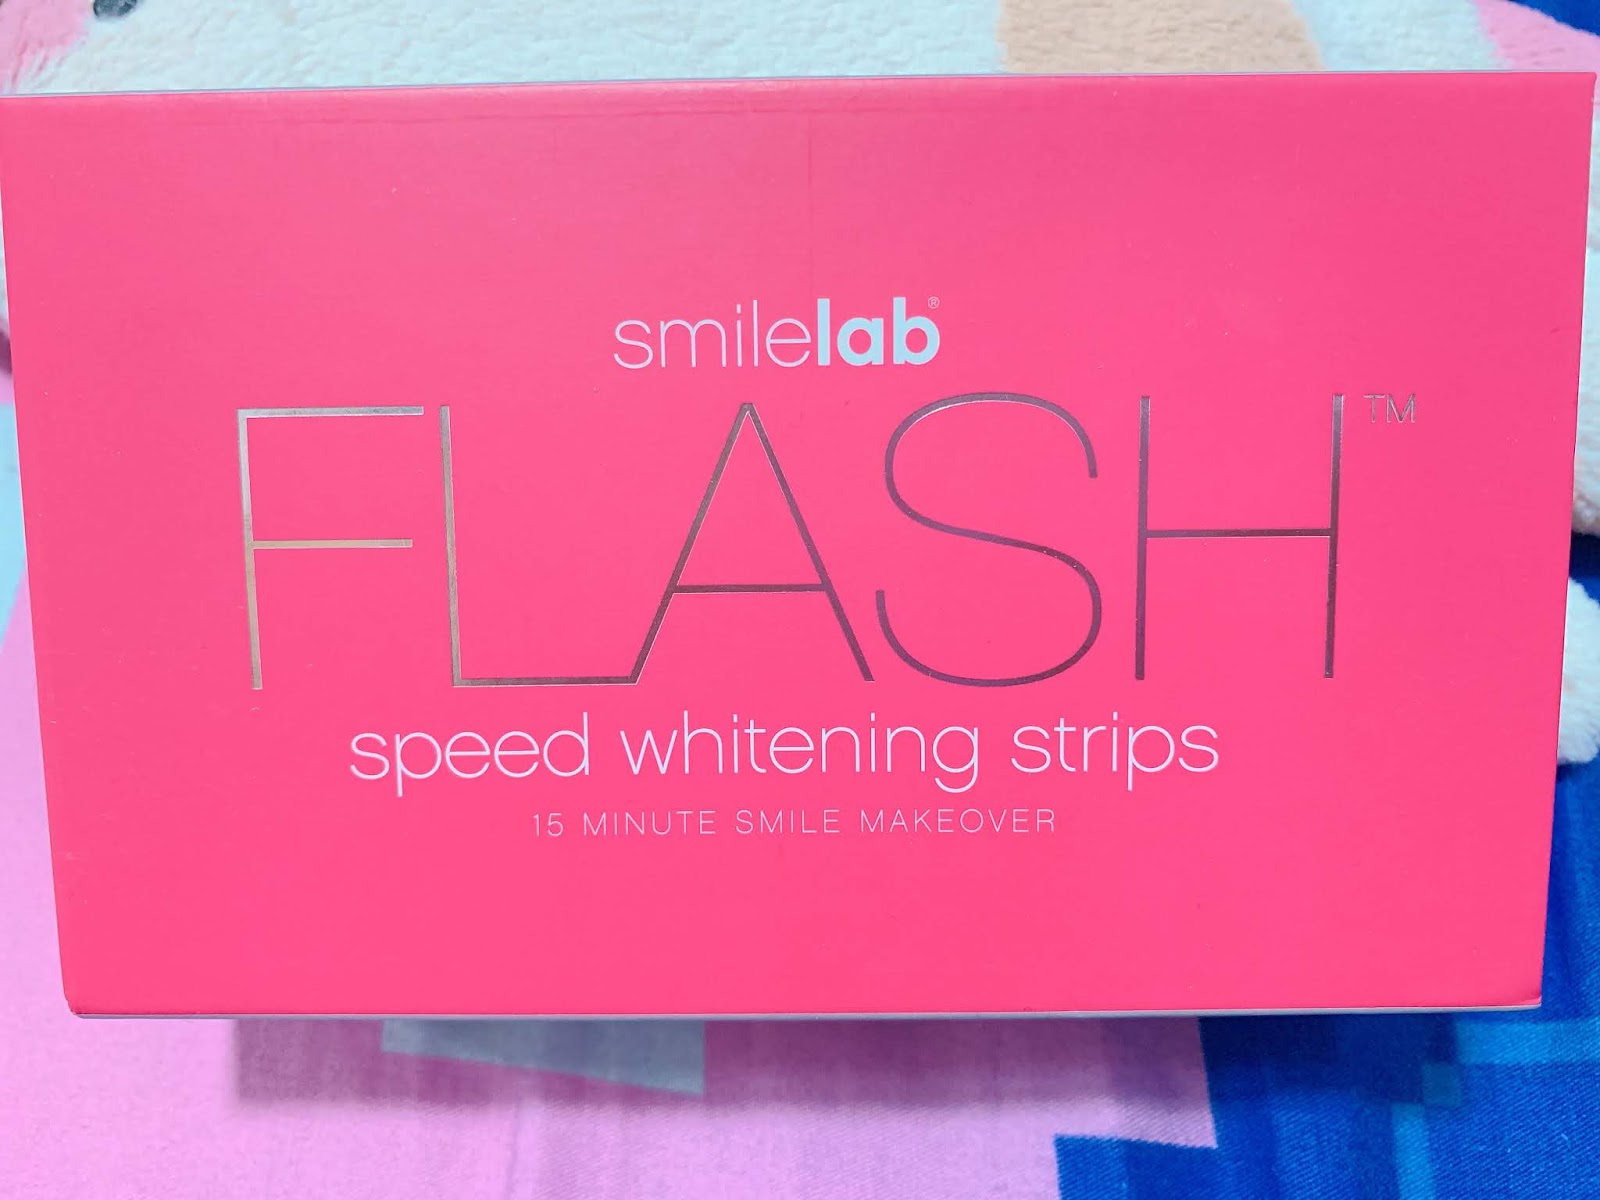 smilelab®
FLASH™
speed whitening strips
15 MINUTE SMILE MAKEOVER